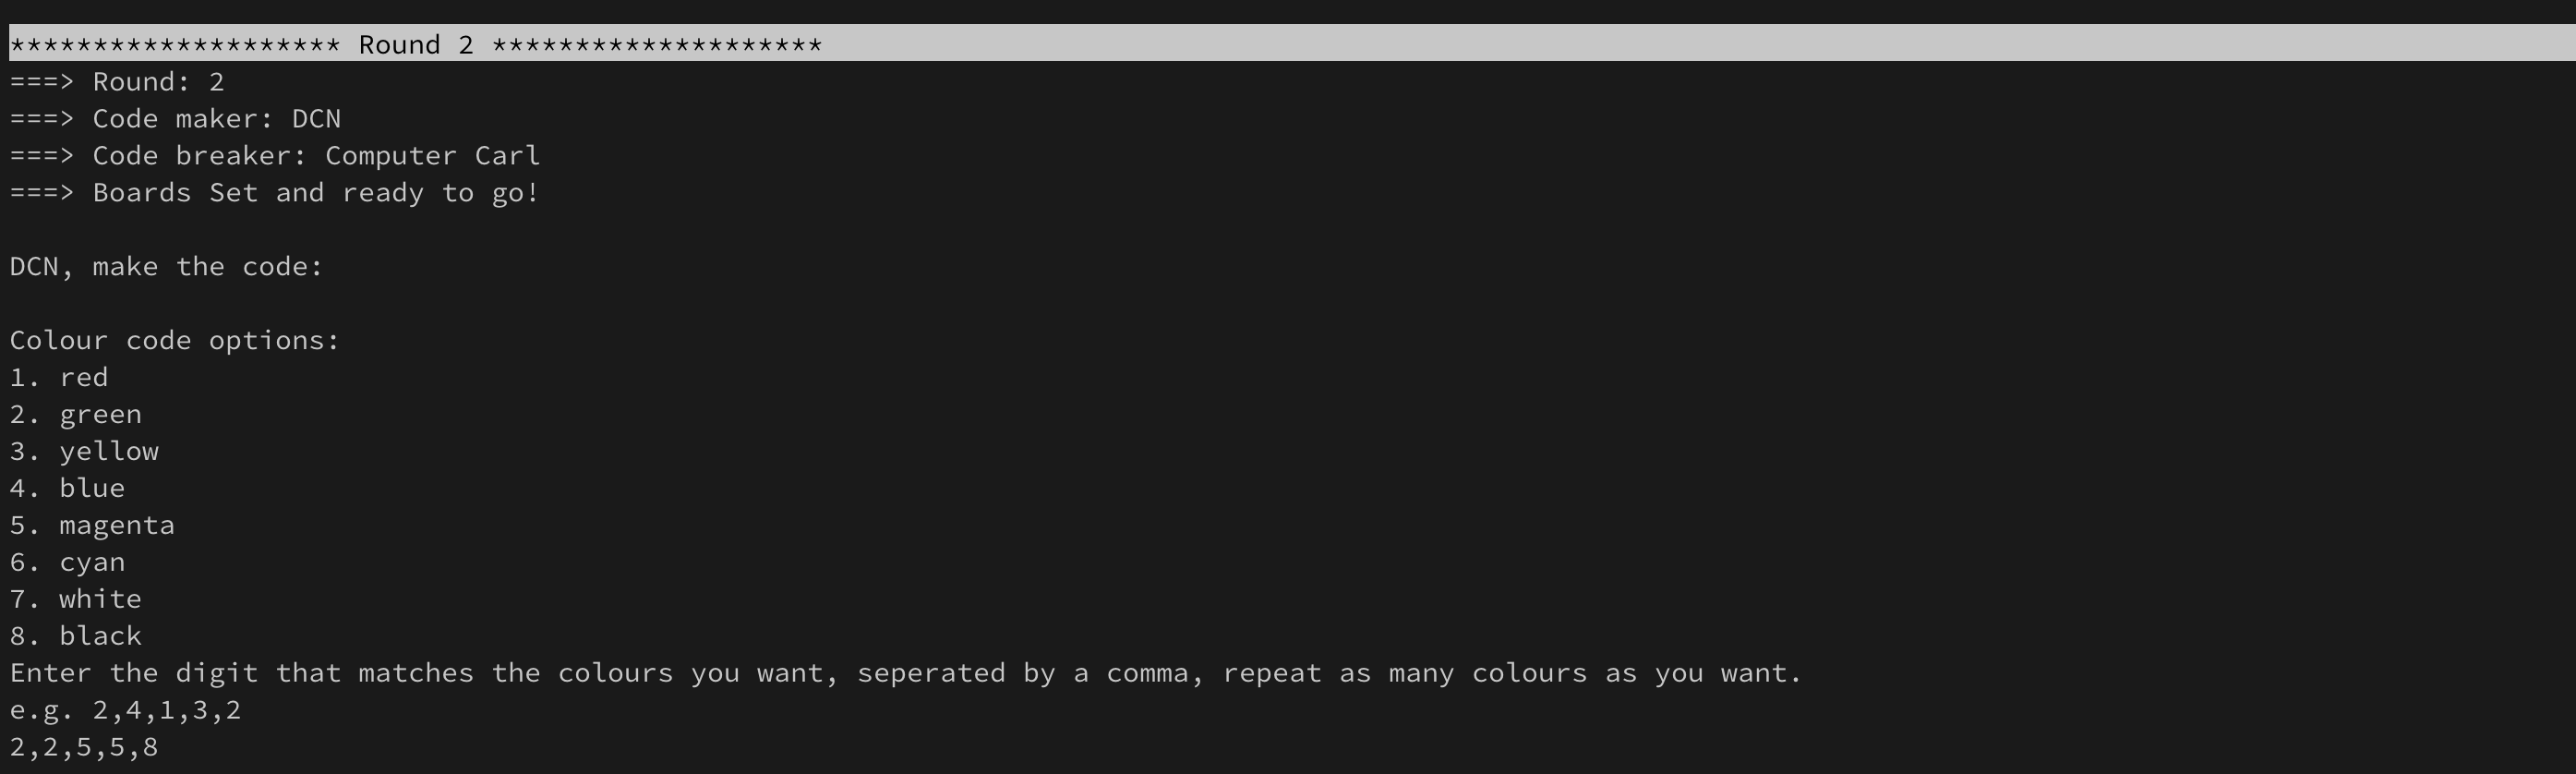 ******************** Round 2 ********************
===> Round: 2
===> Code maker: DCN
===> Code breaker: Computer Carl
===> Boards Set and ready to go!
DCN, make the code:
Colour code options:
1. red
2. green
3. yellow
4. blue
5. magenta
6. cyan
7. white
8. black
Enter the digit that matches the colours you want, seperated by a comma, repeat as many colours as you want.
e.g. 2,4,1,3,2
2,2,5,5,8